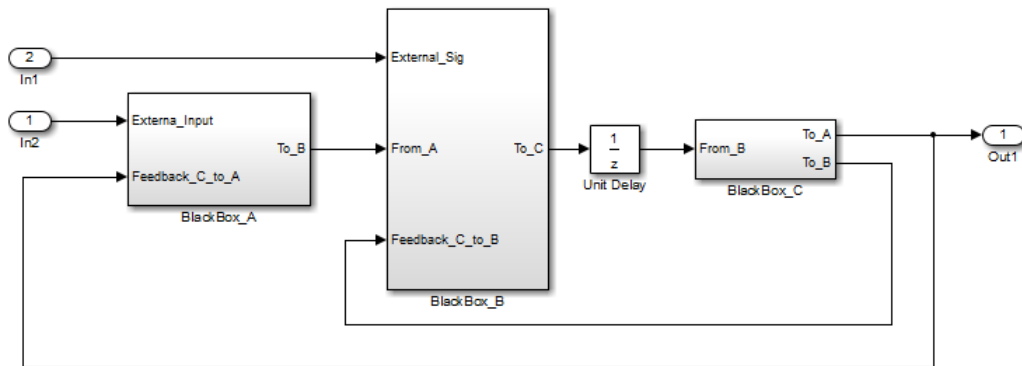 2
In1
External_Sig
1
In2
Externa_Input
To_B
Feedback_C_to_A
BlackBox_A
From_A
To_C
Feedback_C_to_B
BlackBox_B
1
z
Unit Delay
From_B
To_A
To_B
BlackBox_C
1
Out1